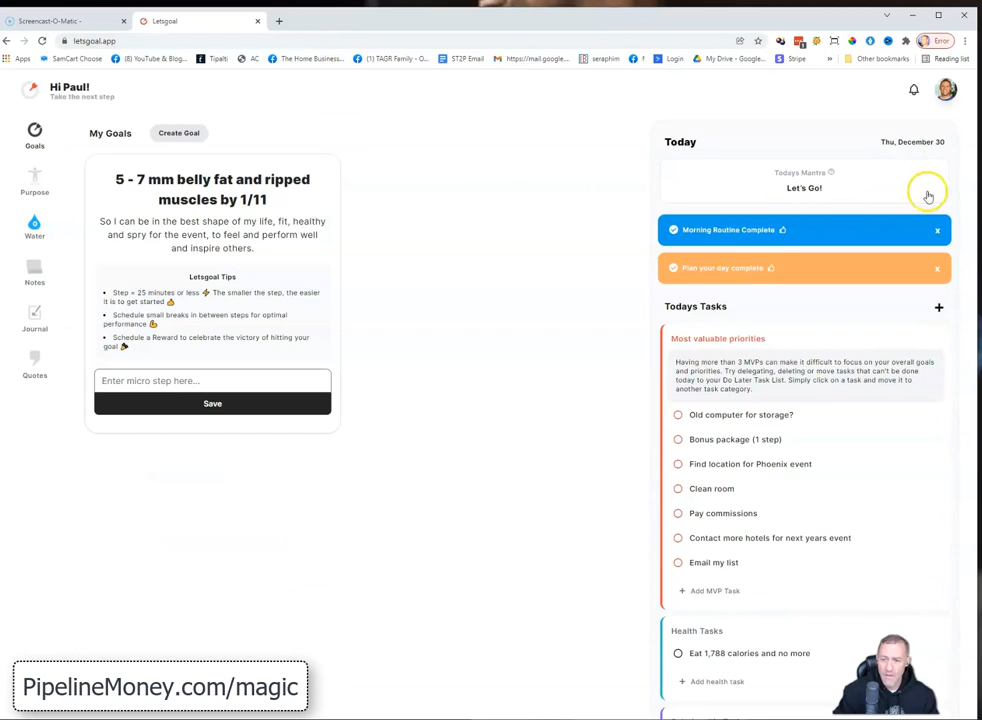 Screencast-O-Matic -
Letsgoal
letsgoal.app
Error
Apps
SamCart Choose
(8) YouTube & Blog...
Tipalti
AC
The Home Business...
(1) TAGR Family - O...
ST2P Email
https://mail.google....
seraphim
Login
My Drive - Google...
Stripe
»
Other bookmarks
Reading list
Hi Paul!
Take the next step
Goals
Purpose
Water
Notes
Journal
Quotes
My Goals
Create Goal
5 - 7 mm belly fat and ripped
muscles by 1/11
So I can be in the best shape of my life, fit, healthy
and spry for the event, to feel and perform well
and inspire others.
Letsgoal Tips
• Step = 25 minutes or less ⚡ The smaller the step, the easier
it is to get started 👍
• Schedule small breaks in between steps for optimal
performance 💪
• Schedule a Reward to celebrate the victory of hitting your
goal 🎉
Enter micro step here...
Save
Today
Thu, December 30
Todays Mantra
Let's Go!
Morning Routine Complete
x
Plan your day complete
x
Todays Tasks
+
Most valuable priorities
Having more than 3 MVPs can make it difficult to focus on your overall goals
and priorities. Try delegating, deleting or move tasks that can't be done
today to your Do Later Task List. Simply click on a task and move it to
another task category.
Old computer for storage?
Bonus package (1 step)
Find location for Phoenix event
Clean room
Pay commissions
Contact more hotels for next years event
Email my list
+ Add MVP Task
Health Tasks
Eat 1,788 calories and no more
+ Add health task
PipelineMoney.com/magic